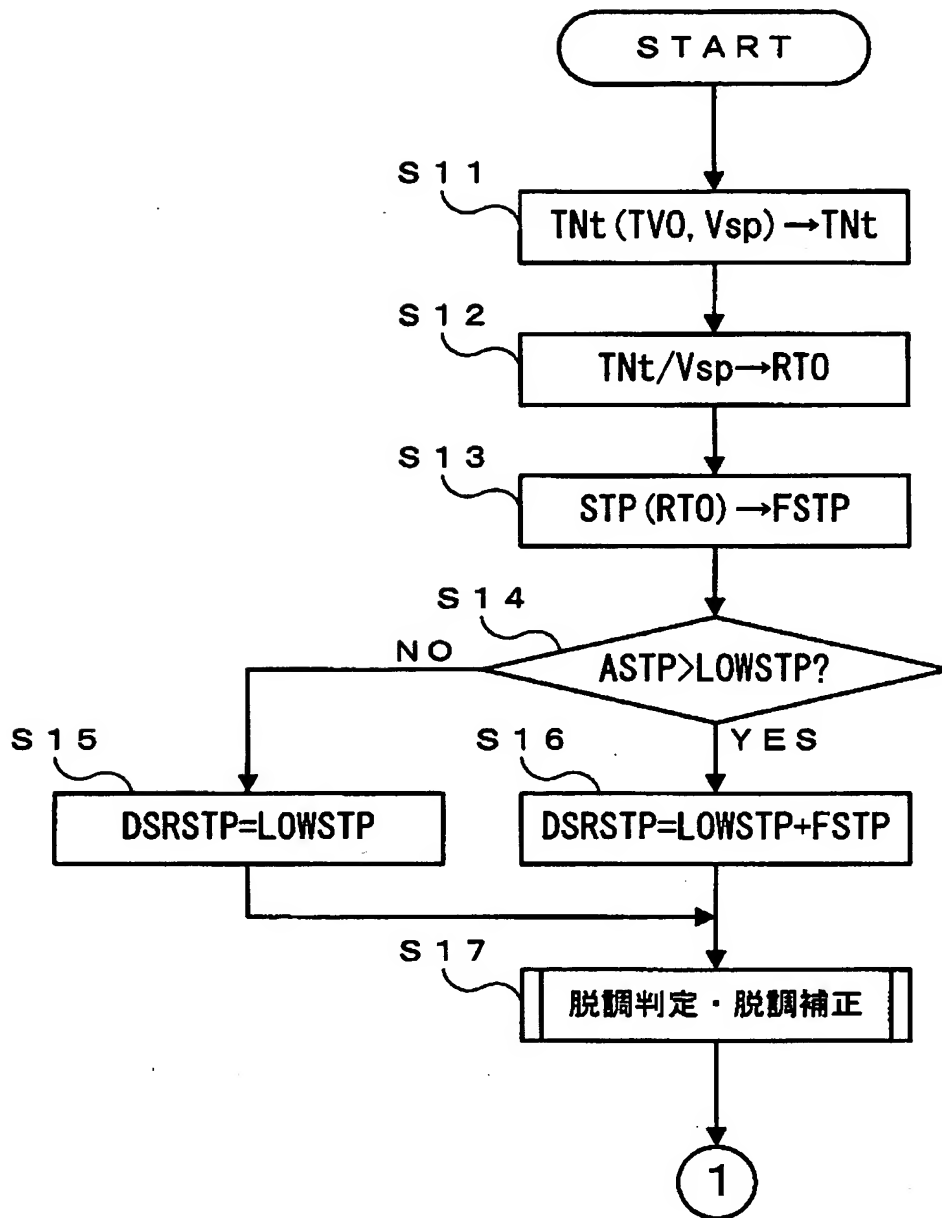 START
S11
TNt(TVO, Vsp)→TNt
S12
TNt/Vsp→RTO
S13
STP(RTO)→FSTP
S14
NO
ASTP>LOWSTP?
YES
S15
S16
DSRSTP=LOWSTP
DSRSTP=LOWSTP+FSTP
S17
脱調判定・脱調補正
1